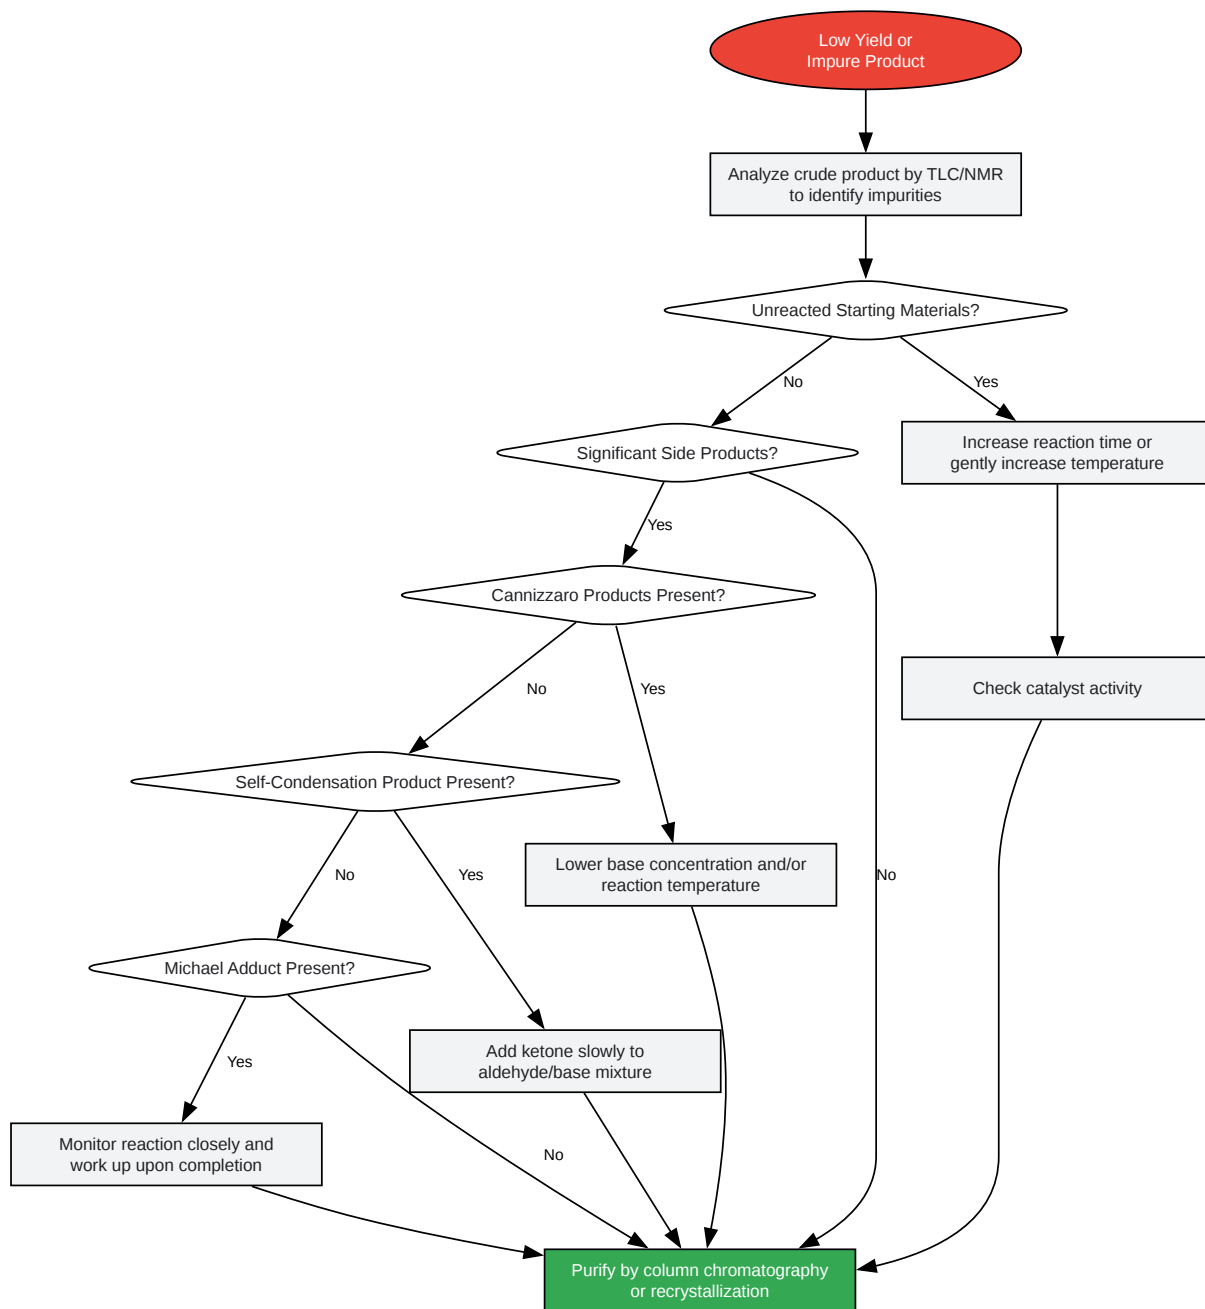 Low Yield or
Impure Product
Analyze crude product by TLC/NMR
to identify impurities
Unreacted Starting Materials?
No
Yes
Significant Side Products?
Increase reaction time or
gently increase temperature
Yes
Cannizzaro Products Present?
No
Yes
Check catalyst activity
Self-Condensation Product Present?
Lower base concentration and/or
reaction temperature
No
Yes
No
Michael Adduct Present?
Add ketone slowly to
aldehyde/base mixture
Yes
Monitor reaction closely and
work up upon completion
No
Purify by column chromatography
or recrystallization